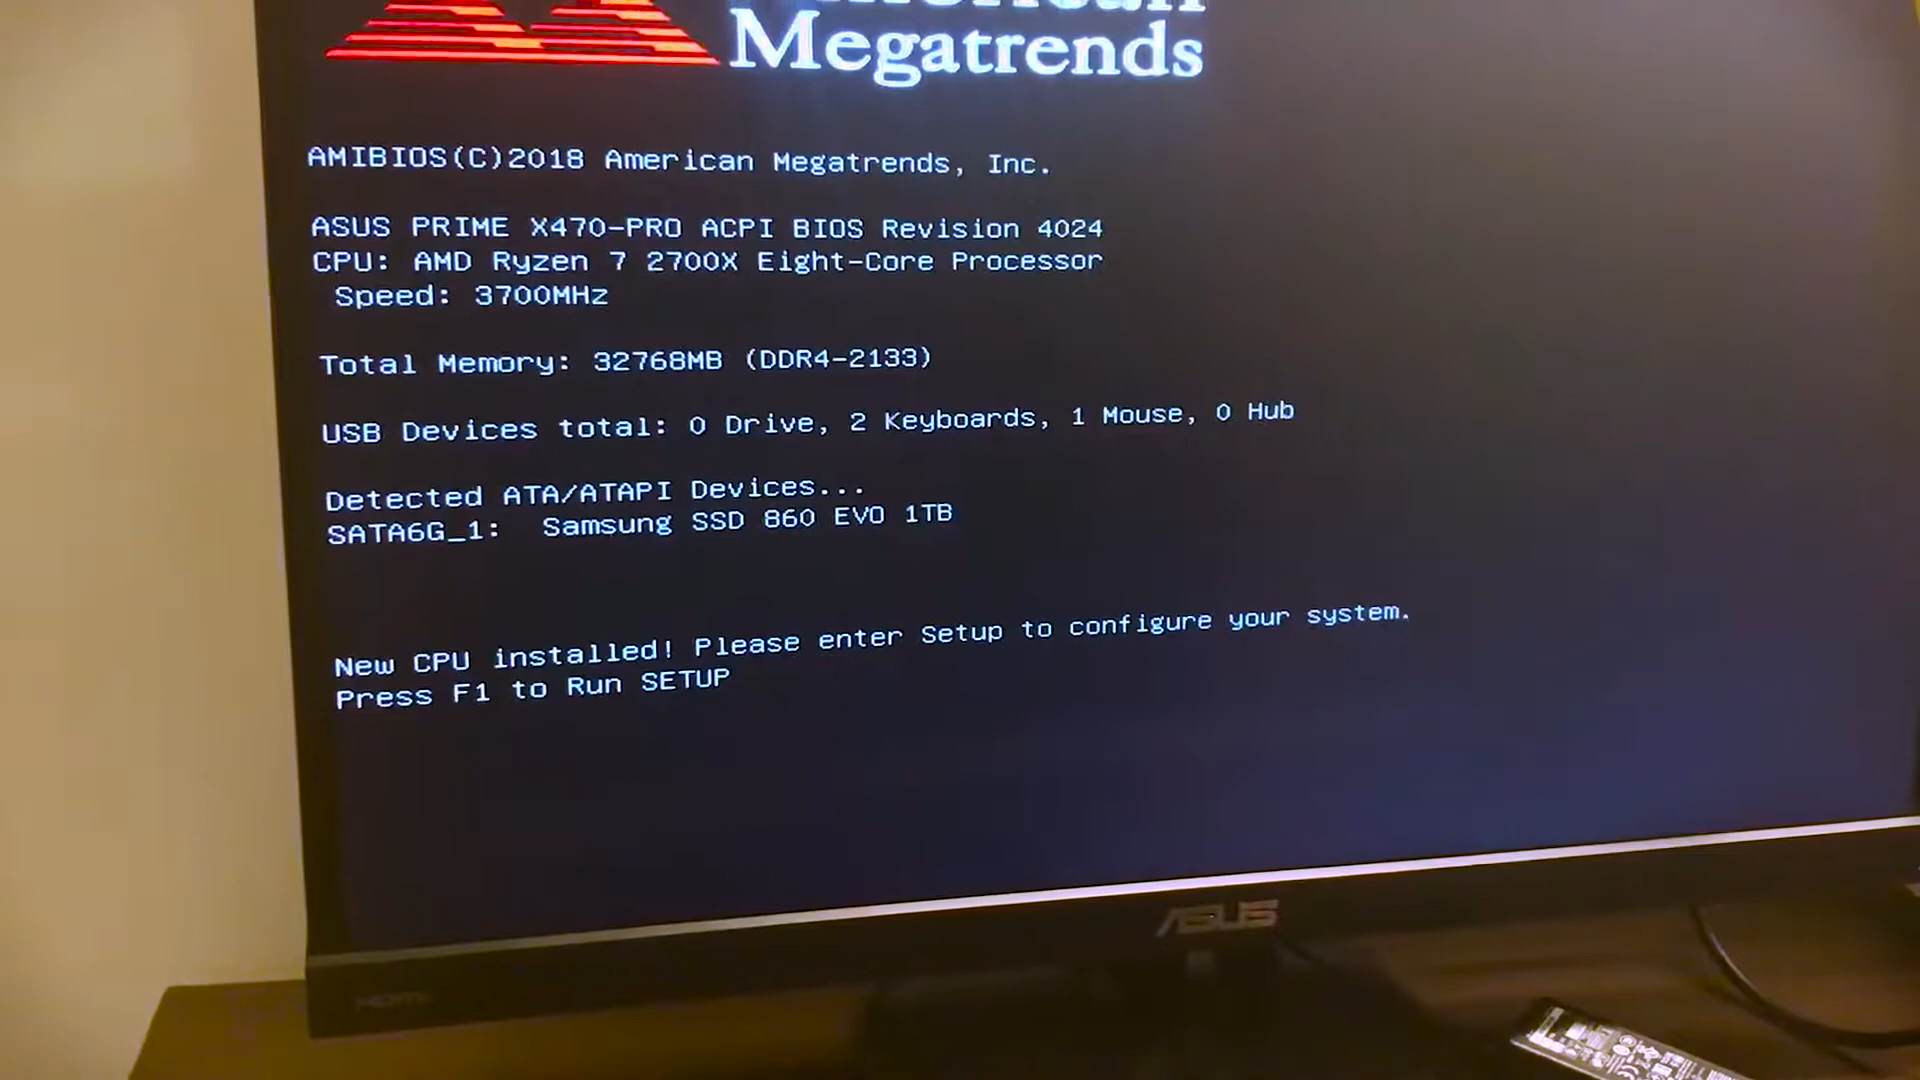 American
Megatrends
AMIBIOS(C)2018 American Megatrends, Inc.
ASUS PRIME X470-PRO ACPI BIOS Revision 4024
CPU: AMD Ryzen 7 2700X Eight-Core Processor
Speed: 3700MHz
Total Memory: 32768MB (DDR4-2133)
USB Devices total: 0 Drive, 2 Keyboards, 1 Mouse, 0 Hub
Detected ATA/ATAPI Devices...
SATA6G_1: Samsung SSD 860 EVO 1TB
New CPU installed! Please enter Setup to configure your system.
Press F1 to Run SETUP
ASUS
HDMI